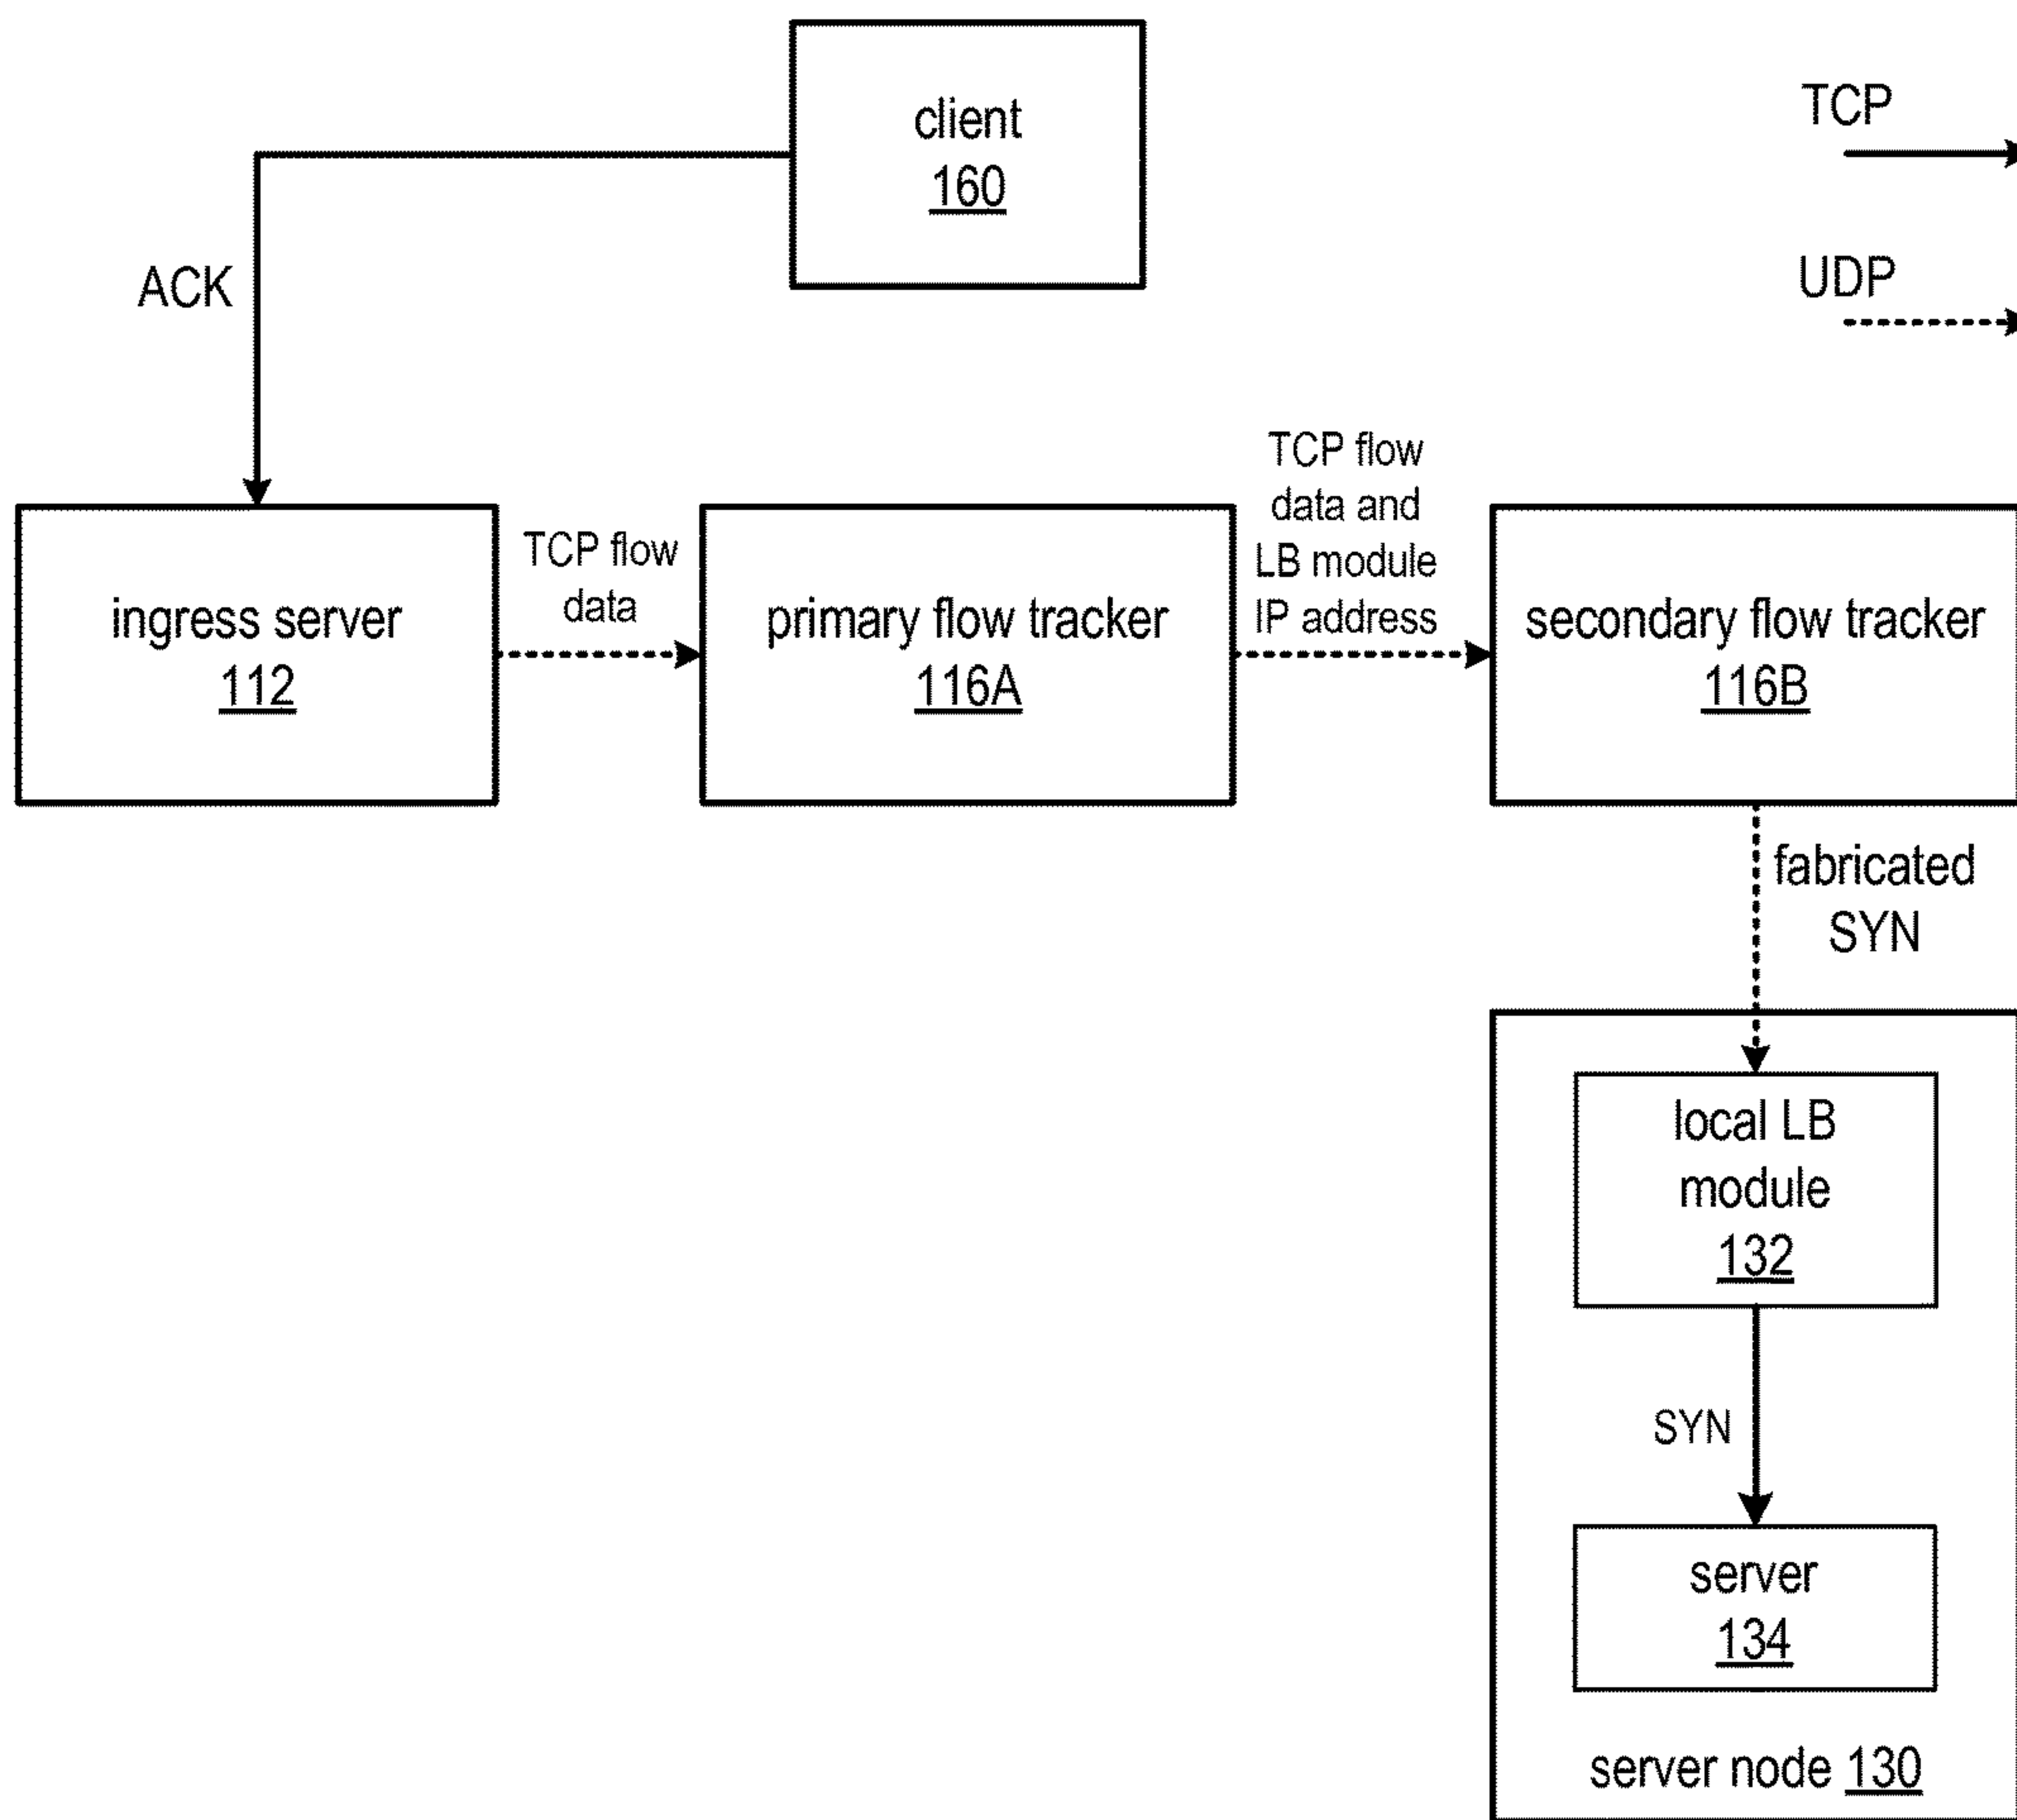 client
160
TCP
UDP
ACK
ingress server
112
TCP flow
data
primary flow tracker
116A
TCP flow
data and
LB module
IP address
secondary flow tracker
116B
fabricated
SYN
local LB
module
132
SYN
server
134
server node 130